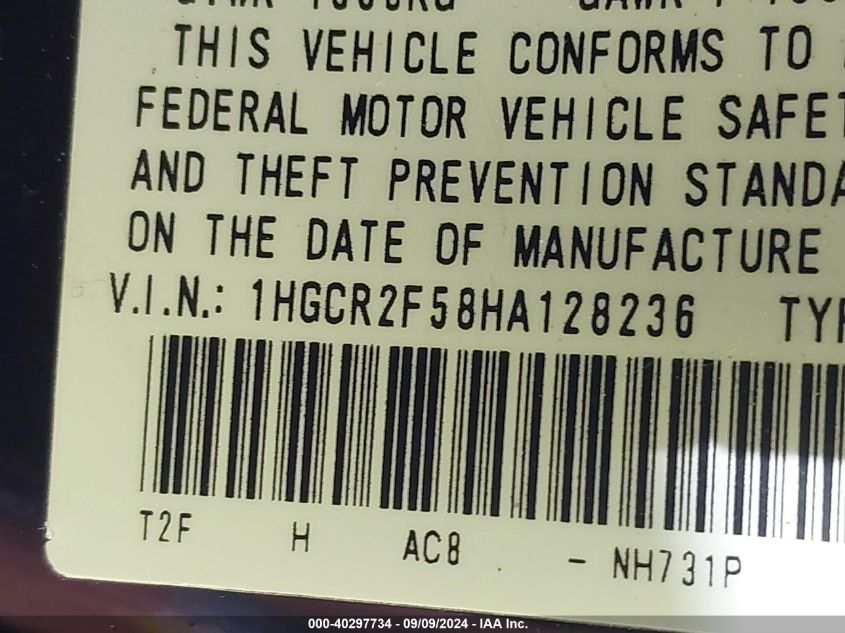 THIS VEHICLE CONFORMS TO
FEDERAL MOTOR VEHICLE SAFET
AND THEFT PREVENTION STANDA
ON THE DATE OF MANUFACTURE
V.I.N.: 1HGCR2F58HA128236 TYP
T2F H AC8 - NH731P
000-40297734 - 09/09/2024 - IAA Inc.